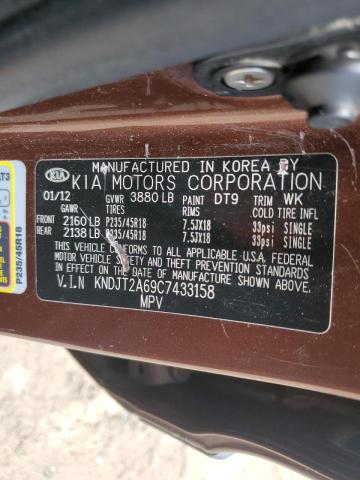 MANUFACTURED IN KOREA BY
KIA KIA MOTORS CORPORATION
01/12 GVWR 3880 LB PAINT DT9 TRIM WK
GAWR TIRES RIMS COLD TIRE INFL
FRONT 2160 LB P235/45R18 7.5JX18 33psi SINGLE
REAR 2138 LB P235/45R18 7.5JX18 33psi SINGLE
THIS VEHICLE CONFORMS TO ALL APPLICABLE U.S.A. FEDERAL
MOTOR VEHICLE SAFETY AND THEFT PREVENTION STANDARDS
IN EFFECT ON THE DATE OF MANUFACTURE SHOWN ABOVE.
V.I.N KNDJT2A69C7433158
MPV
P235/45R18